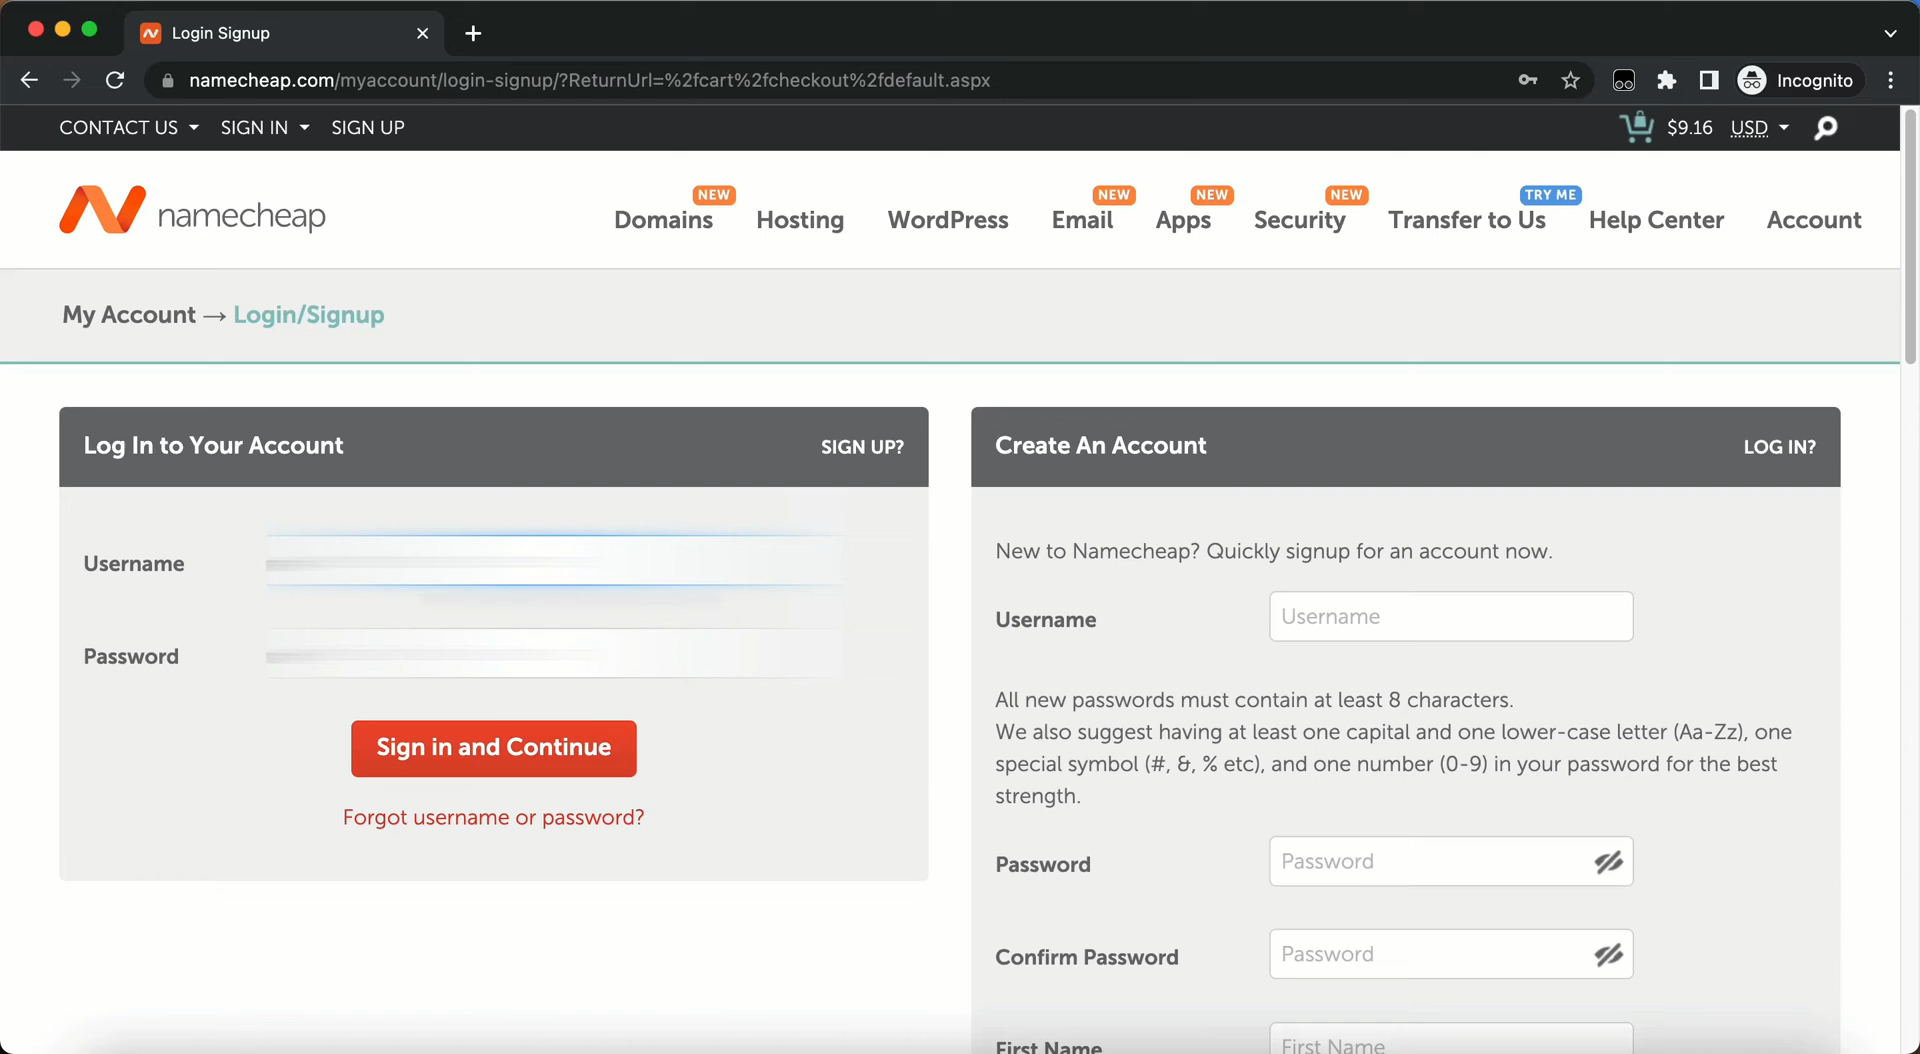 Login Signup
namecheap.com/myaccount/login-signup/?ReturnUrl=%2fcart%2fcheckout%2fdefault.aspx
Incognito
CONTACT US SIGN IN SIGN UP
$9.16 USD
namecheap
NEW NEW NEW NEW TRY ME
Domains Hosting WordPress Email Apps Security Transfer to Us Help Center Account
My Account → Login/Signup
Log In to Your Account SIGN UP?
Username
Password
Sign in and Continue
Forgot username or password?
Create An Account LOG IN?
New to Namecheap? Quickly signup for an account now.
Username Username
All new passwords must contain at least 8 characters.
We also suggest having at least one capital and one lower-case letter (Aa-Zz), one
special symbol (#, &, % etc), and one number (0-9) in your password for the best
strength.
Password Password
Confirm Password Password
First Name First Name